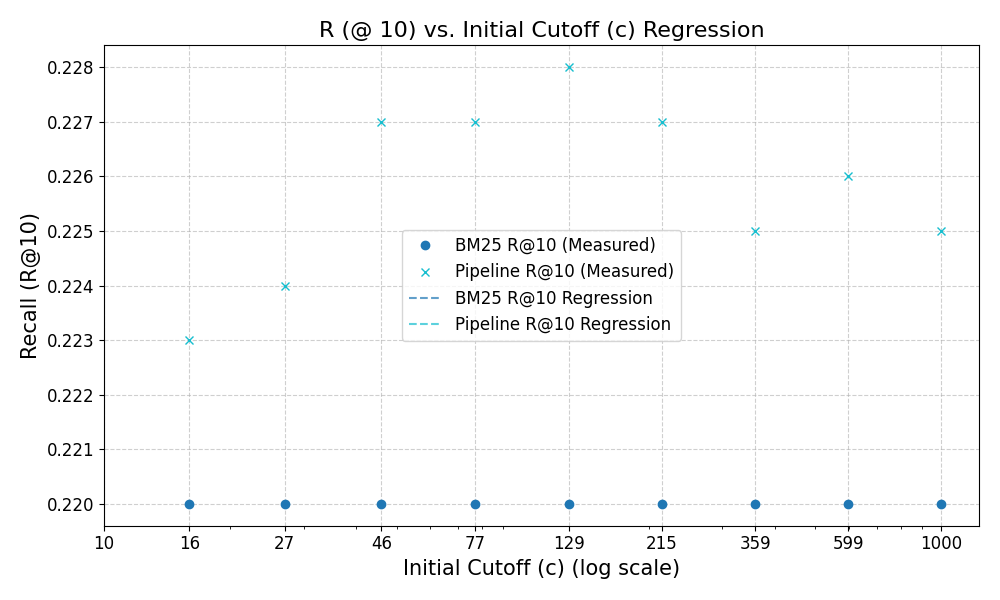 R (@ 10) vs. Initial Cutoff (c) Regression
Recall (R@10)
0.228
0.227
0.226
0.225
0.224
0.223
0.222
0.221
0.220
BM25 R@10 (Measured)
Pipeline R@10 (Measured)
BM25 R@10 Regression
Pipeline R@10 Regression
10 16 27 46 77 129 215 359 599 1000
Initial Cutoff (c) (log scale)